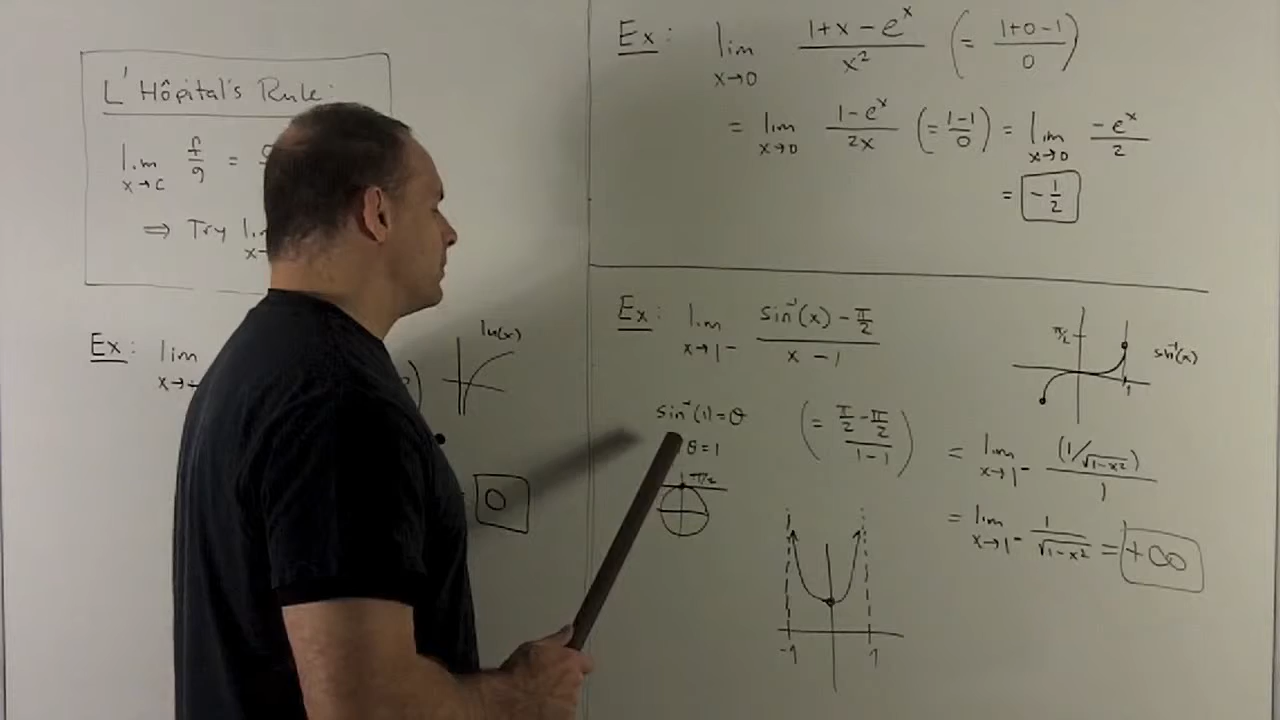 L'Hôpital's Rule:
lim x→c f/g =
⇒ Try lim x→
Ex: lim x→
ln(x)
0
Ex: lim x→0 (1+x-e^x)/x² (= (1+0-1)/0)
= lim x→0 (1-e^x)/2x (= (1-1)/0) = lim x→0 -e^x/2
= -1/2
Ex: lim x→1- (sin⁻¹(x) - π/2)/(x-1)
π/2
sin⁻¹(x)
1
sin⁻¹(1)=θ
θ=1
π/2
(= (π/2 - π/2)/(1-1))
= lim x→1- (1/√(1-x²))/1
= lim x→1- 1/√(1-x²) = +∞
-1 1